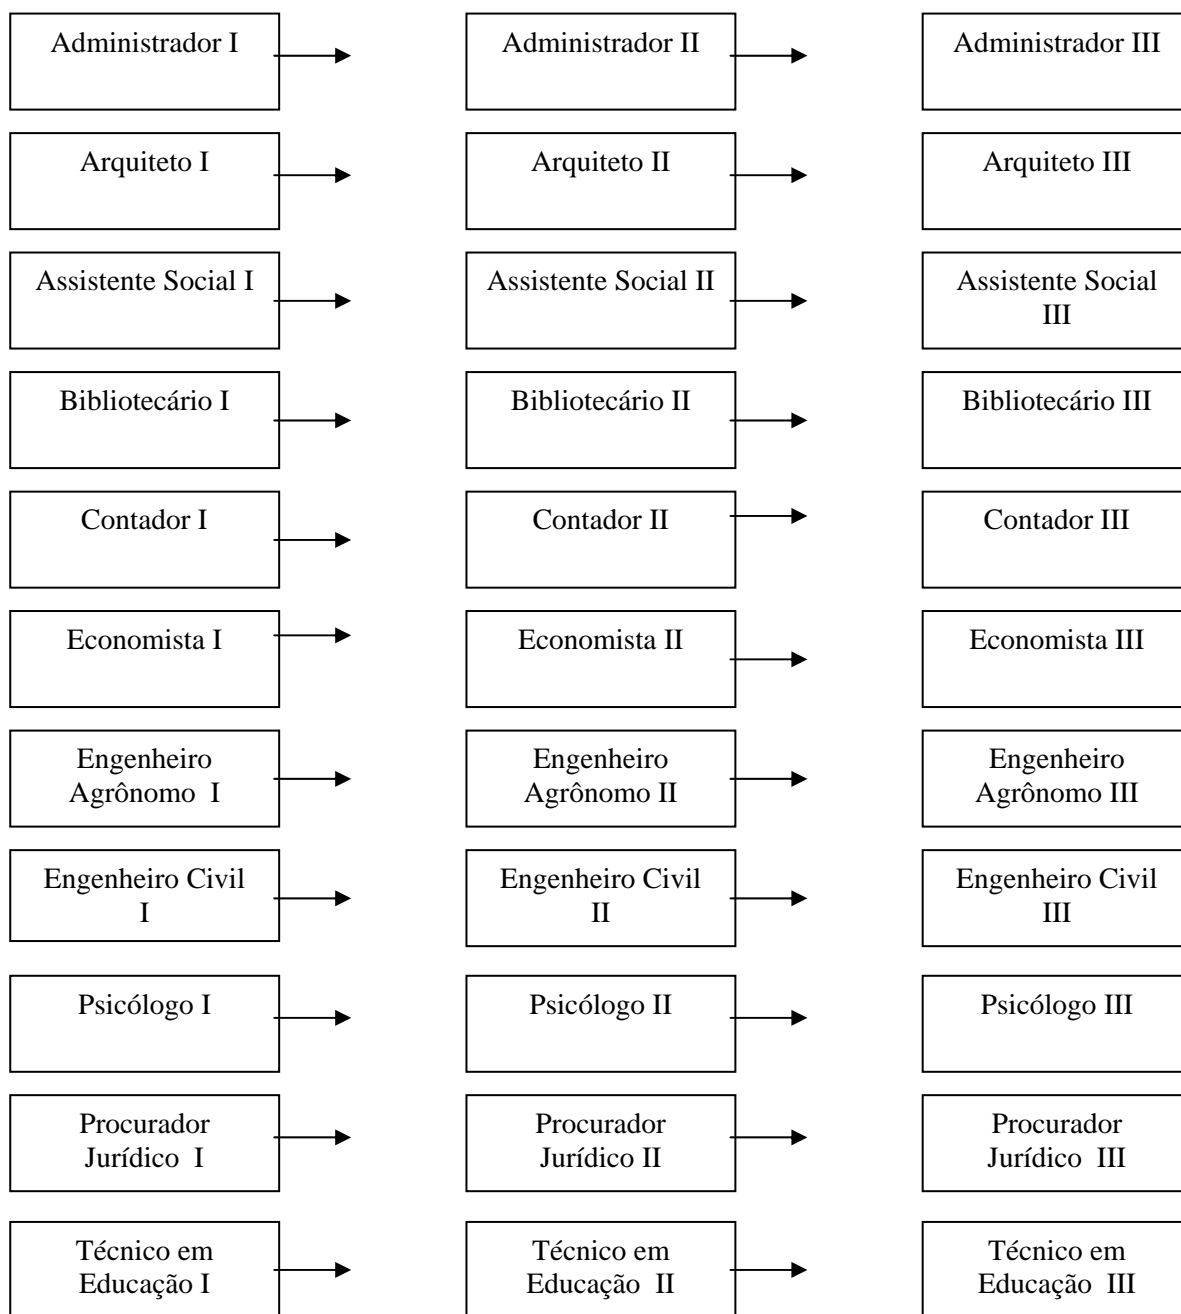 Administrador I
Administrador II
Administrador III
Arquiteto I
Arquiteto II
Arquiteto III
Assistente Social I
Assistente Social II
Assistente Social
III
Bibliotecário I
Bibliotecário II
Bibliotecário III
Contador I
Contador II
Contador III
Economista I
Economista II
Economista III
Engenheiro
Agrônomo  I
Engenheiro
Agrônomo II
Engenheiro
Agrônomo III
Engenheiro Civil
I
Engenheiro Civil
II
Engenheiro Civil
III
Psicólogo I
Psicólogo II
Psicólogo III
Procurador
Jurídico  I
Procurador
Jurídico II
Procurador
Jurídico  III
Técnico em
Educação I
Técnico em
Educação  II
Técnico em
Educação  III